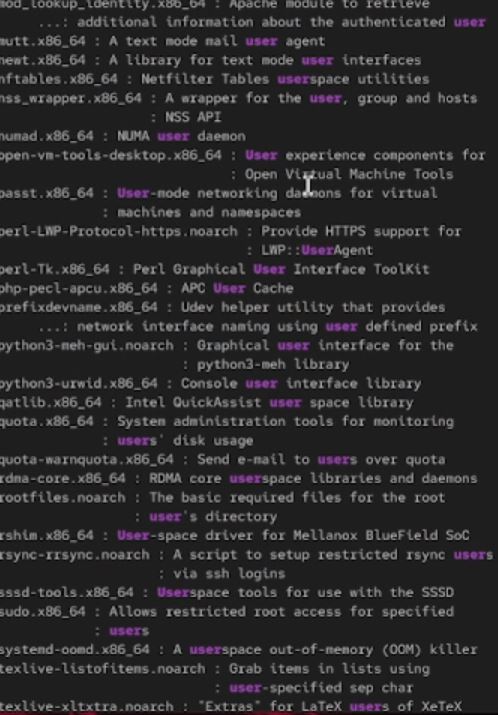 mod_lookup_identity.x86_64 : Apache module to retrieve
...: additional information about the authenticated user
mutt.x86_64 : A text mode mail user agent
newt.x86_64 : A library for text mode user interfaces
nftables.x86_64 : Netfilter Tables userspace utilities
nss_wrapper.x86_64 : A wrapper for the user, group and hosts
: NSS API
numad.x86_64 : NUMA user daemon
open-vm-tools-desktop.x86_64 : User experience components for
: Open Virtual Machine Tools
passt.x86_64 : User-mode networking daemons for virtual
: machines and namespaces
perl-LWP-Protocol-https.noarch : Provide HTTPS support for
: LWP::UserAgent
perl-Tk.x86_64 : Perl Graphical User Interface ToolKit
php-pecl-apcu.x86_64 : APC User Cache
prefixdevname.x86_64 : Udev helper utility that provides
...: network interface naming using user defined prefix
python3-meh-gui.noarch : Graphical user interface for the
: python3-meh library
python3-urwid.x86_64 : Console user interface library
qatlib.x86_64 : Intel QuickAssist user space library
quota.x86_64 : System administration tools for monitoring
: users' disk usage
quota-warnquota.x86_64 : Send e-mail to users over quota
rdma-core.x86_64 : RDMA core userspace libraries and daemons
rootfiles.noarch : The basic required files for the root
: user's directory
rshim.x86_64 : User-space driver for Mellanox BlueField SoC
rsync-rrsync.noarch : A script to setup restricted rsync users
: via ssh logins
sssd-tools.x86_64 : Userspace tools for use with the SSSD
sudo.x86_64 : Allows restricted root access for specified
: users
systemd-oomd.x86_64 : A userspace out-of-memory (OOM) killer
texlive-listofitems.noarch : Grab items in lists using
: user-specified sep char
texlive-xltxtra.noarch : "Extras" for LaTeX users of XeTeX